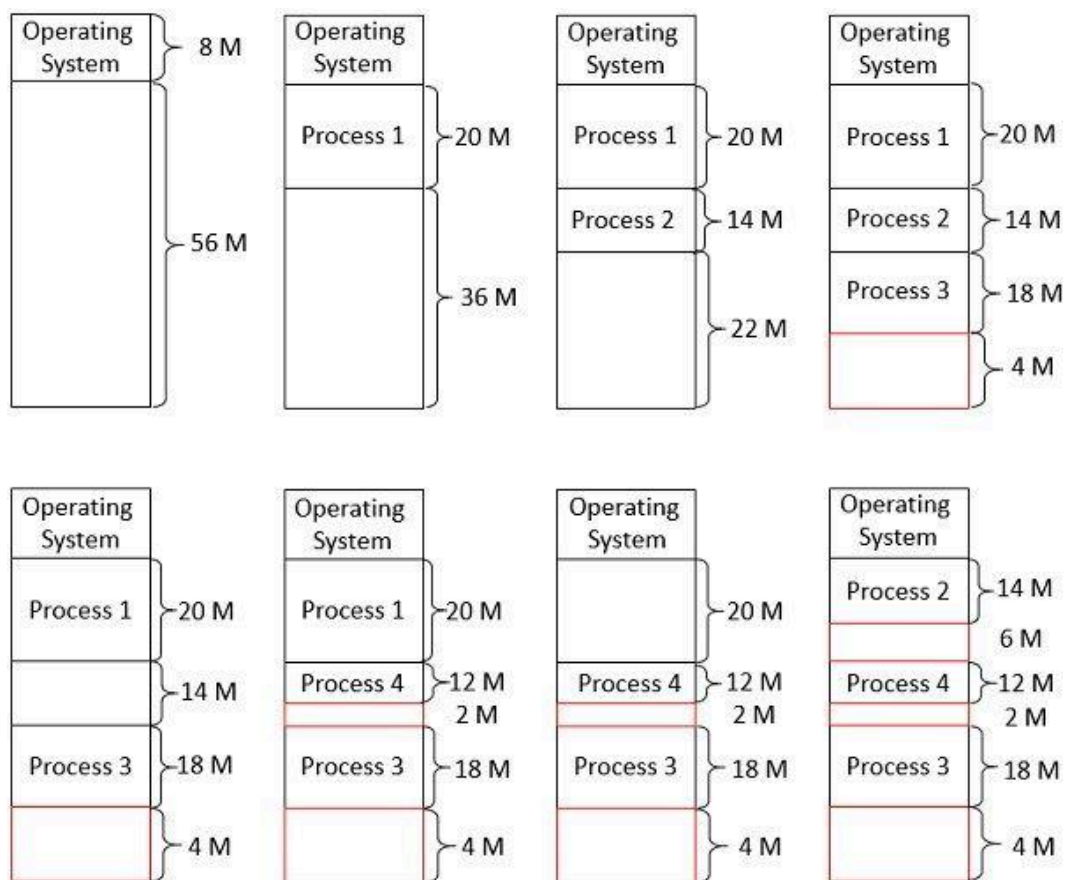 Operating
System
8 M
56 M
Operating
System
Process 1
20 M
36 M
Operating
System
Process 1
20 M
Process 2
14 M
22 M
Operating
System
Process 1
20 M
Process 2
14 M
Process 3
18 M
4 M
Operating
System
Process 1
20 M
14 M
Process 3
18 M
4 M
Operating
System
Process 1
20 M
Process 4
12 M
2 M
Process 3
18 M
4 M
Operating
System
20 M
Process 4
12 M
2 M
Process 3
18 M
4 M
Operating
System
Process 2
14 M
6 M
Process 4
12 M
2 M
Process 3
18 M
4 M